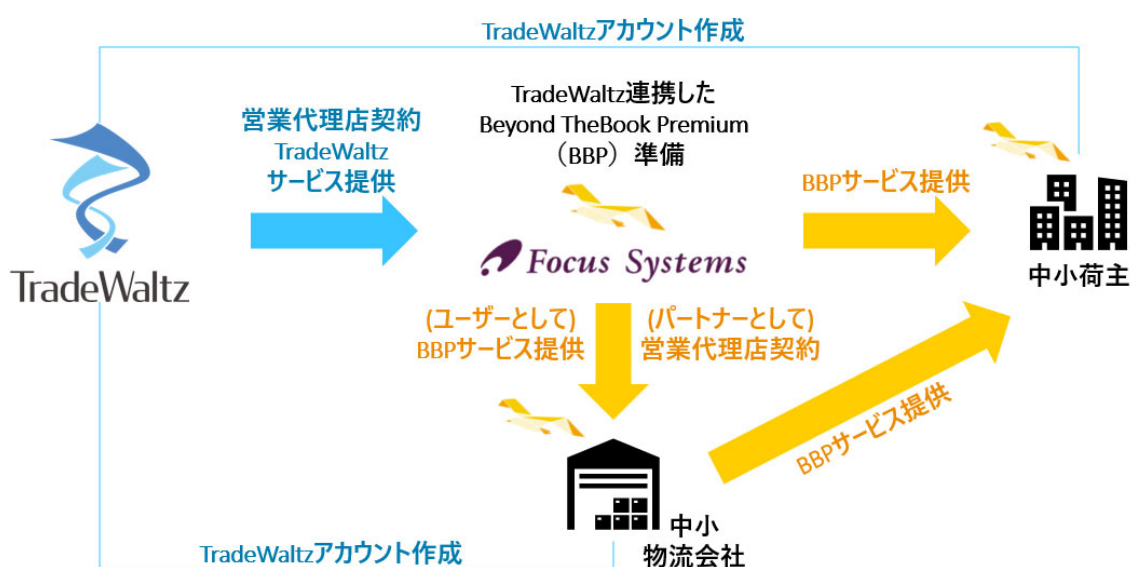 TradeWaltzアカウント作成
TradeWaltz連携した
Beyond TheBook Premium
（BBP）準備
営業代理店契約
TradeWaltz
サービス提供
BBPサービス提供
TradeWaltz
Focus Systems
中小荷主
(ユーザーとして)
BBPサービス提供
(パートナーとして)
営業代理店契約
BBPサービス提供
中小
物流会社
TradeWaltzアカウント作成